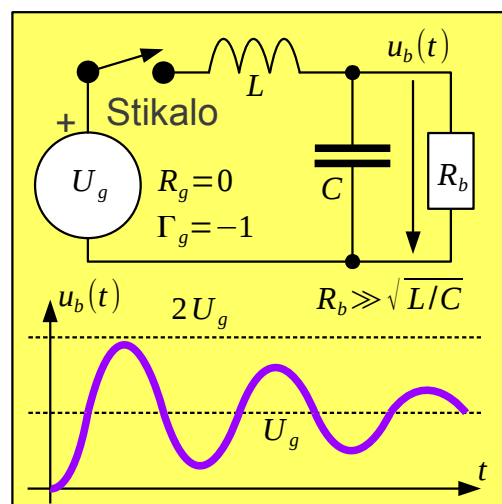 u_b(t)
L
Stikalo
+
U_g
R_g=0
C
R_b
Γ_g=−1
R_b≫√L/C
u_b(t)
2U_g
U_g
t